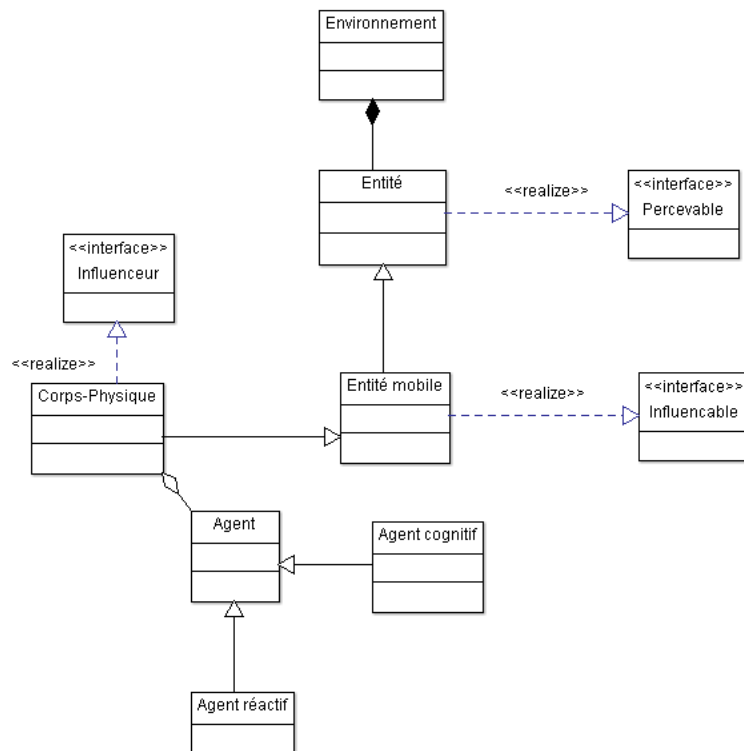 Environnement
Entité
<<realize>>
<<interface>>
Percevable
<<interface>>
Influenceur
<<realize>>
Corps-Physique
Entité mobile
<<realize>>
<<interface>>
Influencable
Agent
Agent cognitif
Agent réactif